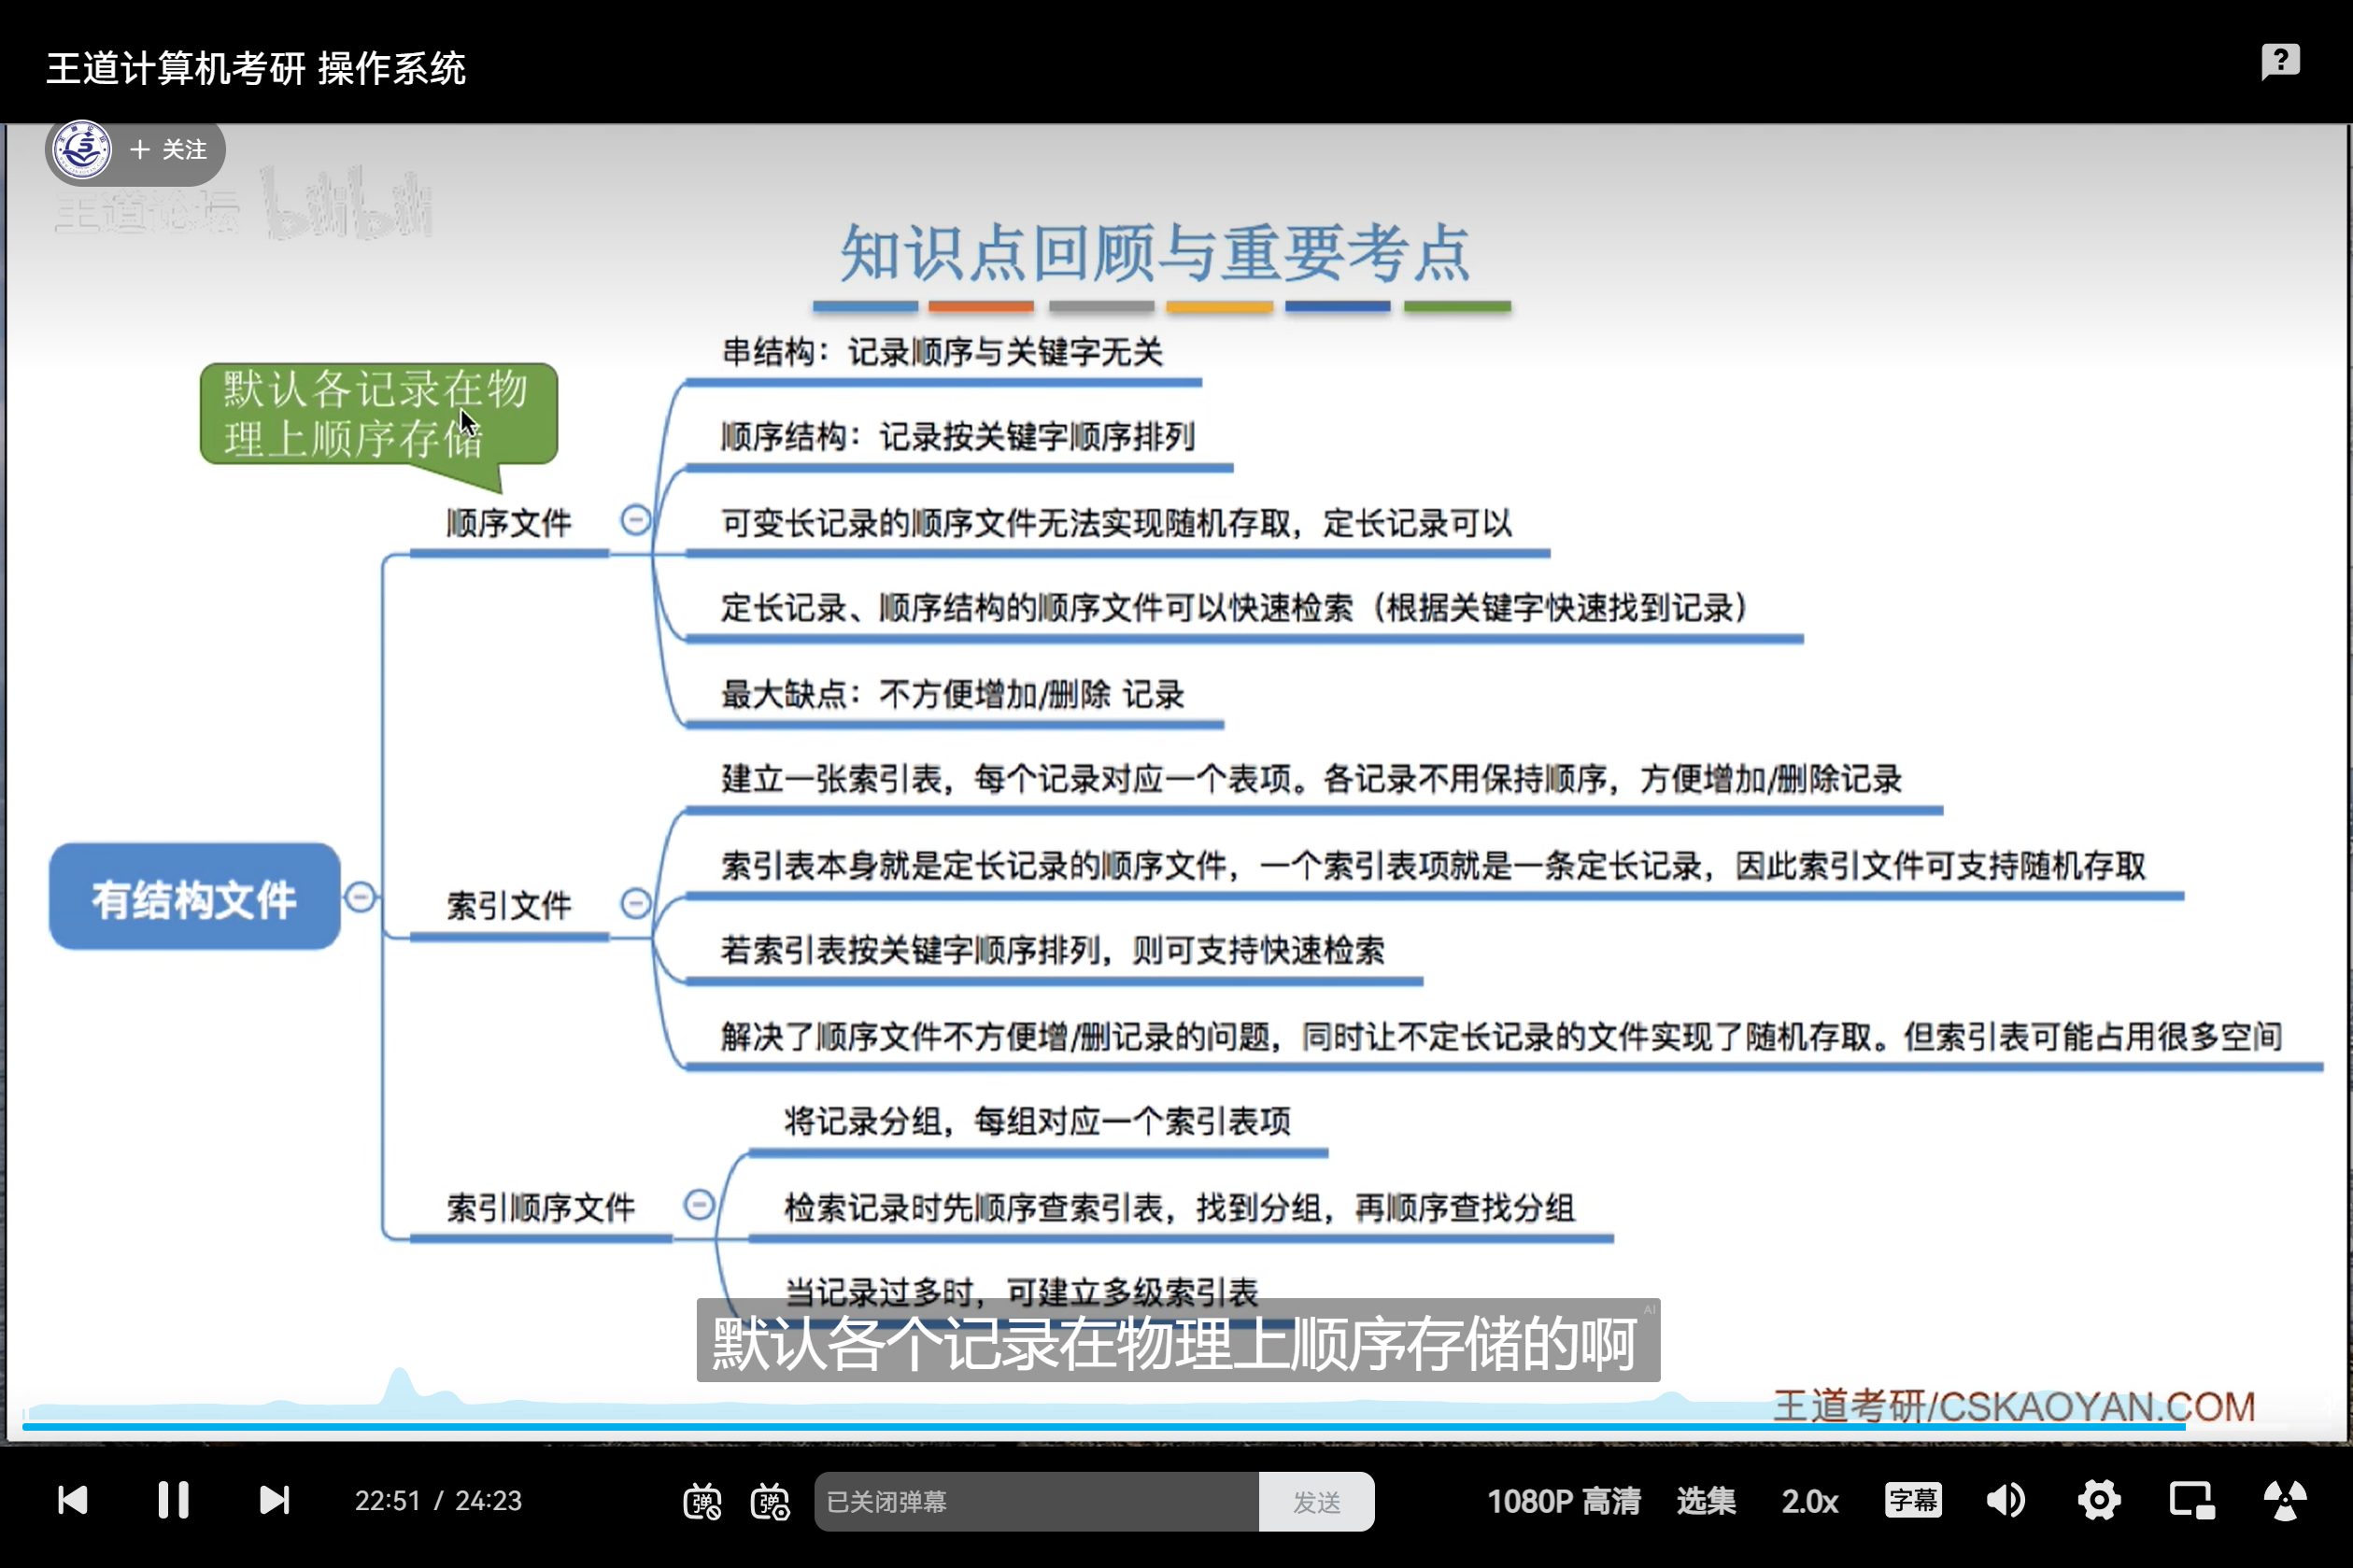 王道计算机考研 操作系统
+ 关注
王道论坛 bilibili
知识点回顾与重要考点
默认各记录在物
理上顺序存储
串结构：记录顺序与关键字无关
顺序结构：记录按关键字顺序排列
顺序文件
可变长记录的顺序文件无法实现随机存取，定长记录可以
定长记录、顺序结构的顺序文件可以快速检索（根据关键字快速找到记录）
最大缺点：不方便增加/删除 记录
建立一张索引表，每个记录对应一个表项。各记录不用保持顺序，方便增加/删除记录
索引表本身就是定长记录的顺序文件，一个索引表项就是一条定长记录，因此索引文件可支持随机存取
有结构文件
索引文件
若索引表按关键字顺序排列，则可支持快速检索
解决了顺序文件不方便增/删记录的问题，同时让不定长记录的文件实现了随机存取。但索引表可能占用很多空间
将记录分组，每组对应一个索引表项
索引顺序文件
检索记录时先顺序查索引表，找到分组，再顺序查找分组
当记录过多时，可建立多级索引表
AI
默认各个记录在物理上顺序存储的啊
王道考研/CSKAOYAN.COM
22:51 / 24:23
弹
弹
已关闭弹幕
发送
1080P 高清
选集
2.0x
字幕